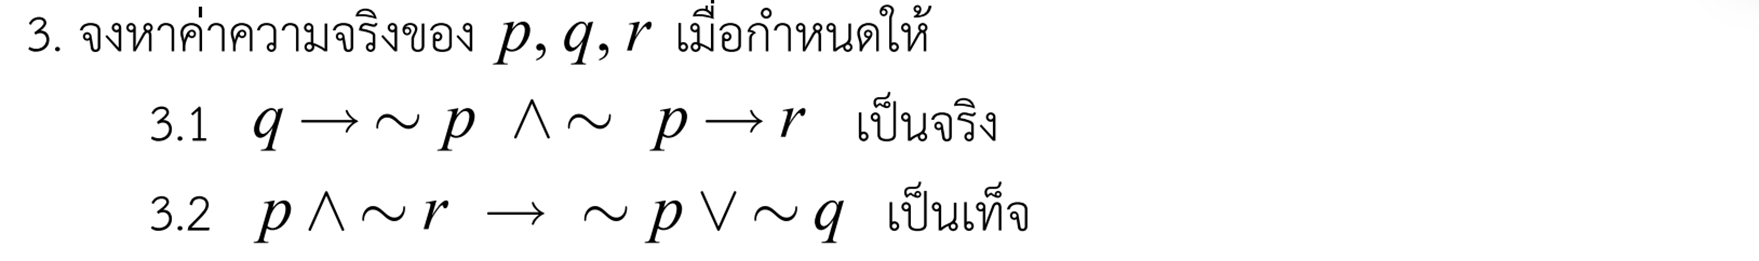 3. จงหาค่าความจริงของ p, q, r เมื่อกำหนดให้
3.1 q → ~ p ∧ ~ p → r เป็นจริง
3.2 p ∧ ~ r → ~ p ∨ ~ q เป็นเท็จ